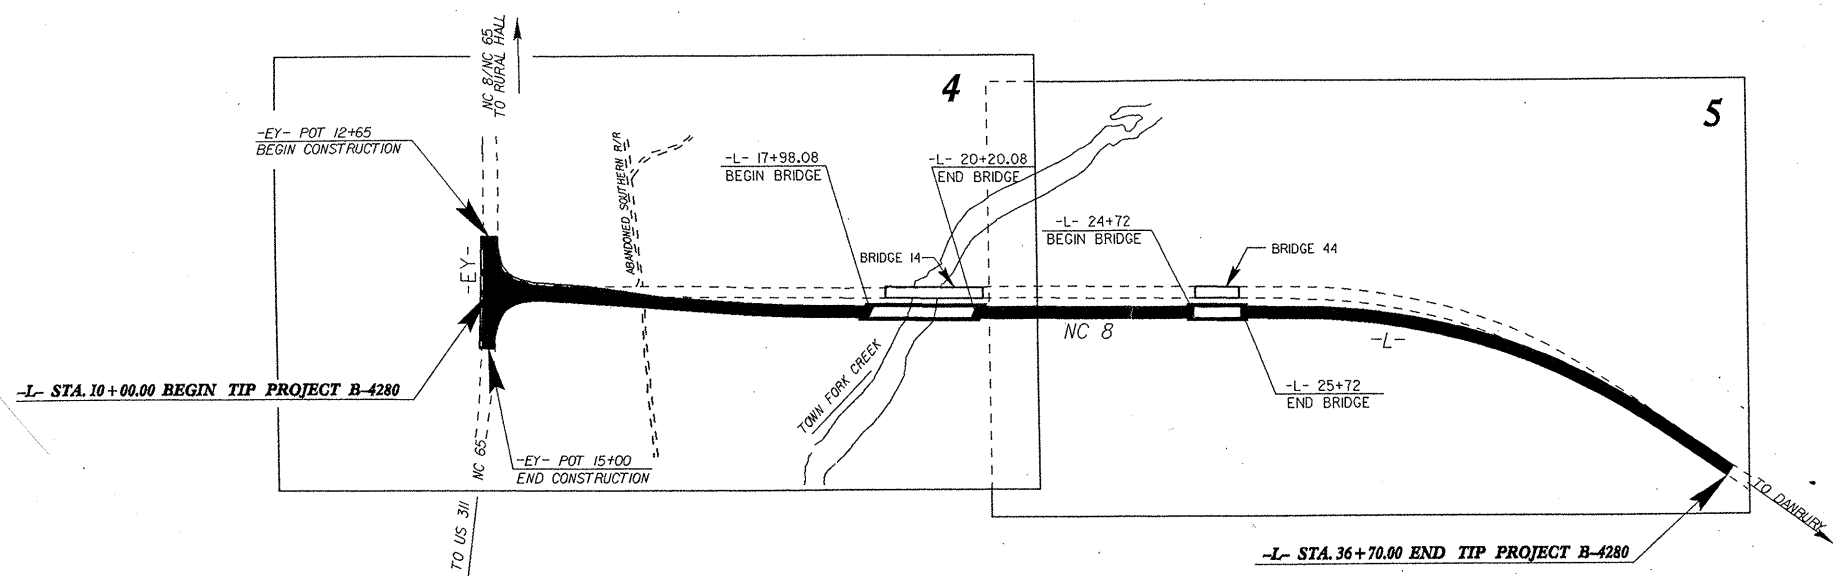 NC 8/NC 65
TO RURAL HALL
4
5
-EY- POT 12+65
BEGIN CONSTRUCTION
ABANDONED SOUTHERN R/R
-L- 17+98.08
BEGIN BRIDGE
-L- 20+20.08
END BRIDGE
-L- 24+72
BEGIN BRIDGE
BRIDGE 14
BRIDGE 44
-EY-
NC 8
-L-
-L- STA. 10+00.00 BEGIN TIP PROJECT B-4280
TOWN FORK CREEK
-L- 25+72
END BRIDGE
NC 65
-EY- POT 15+00
END CONSTRUCTION
TO US 311
TO DANBURY
-L- STA. 36+70.00 END TIP PROJECT B-4280